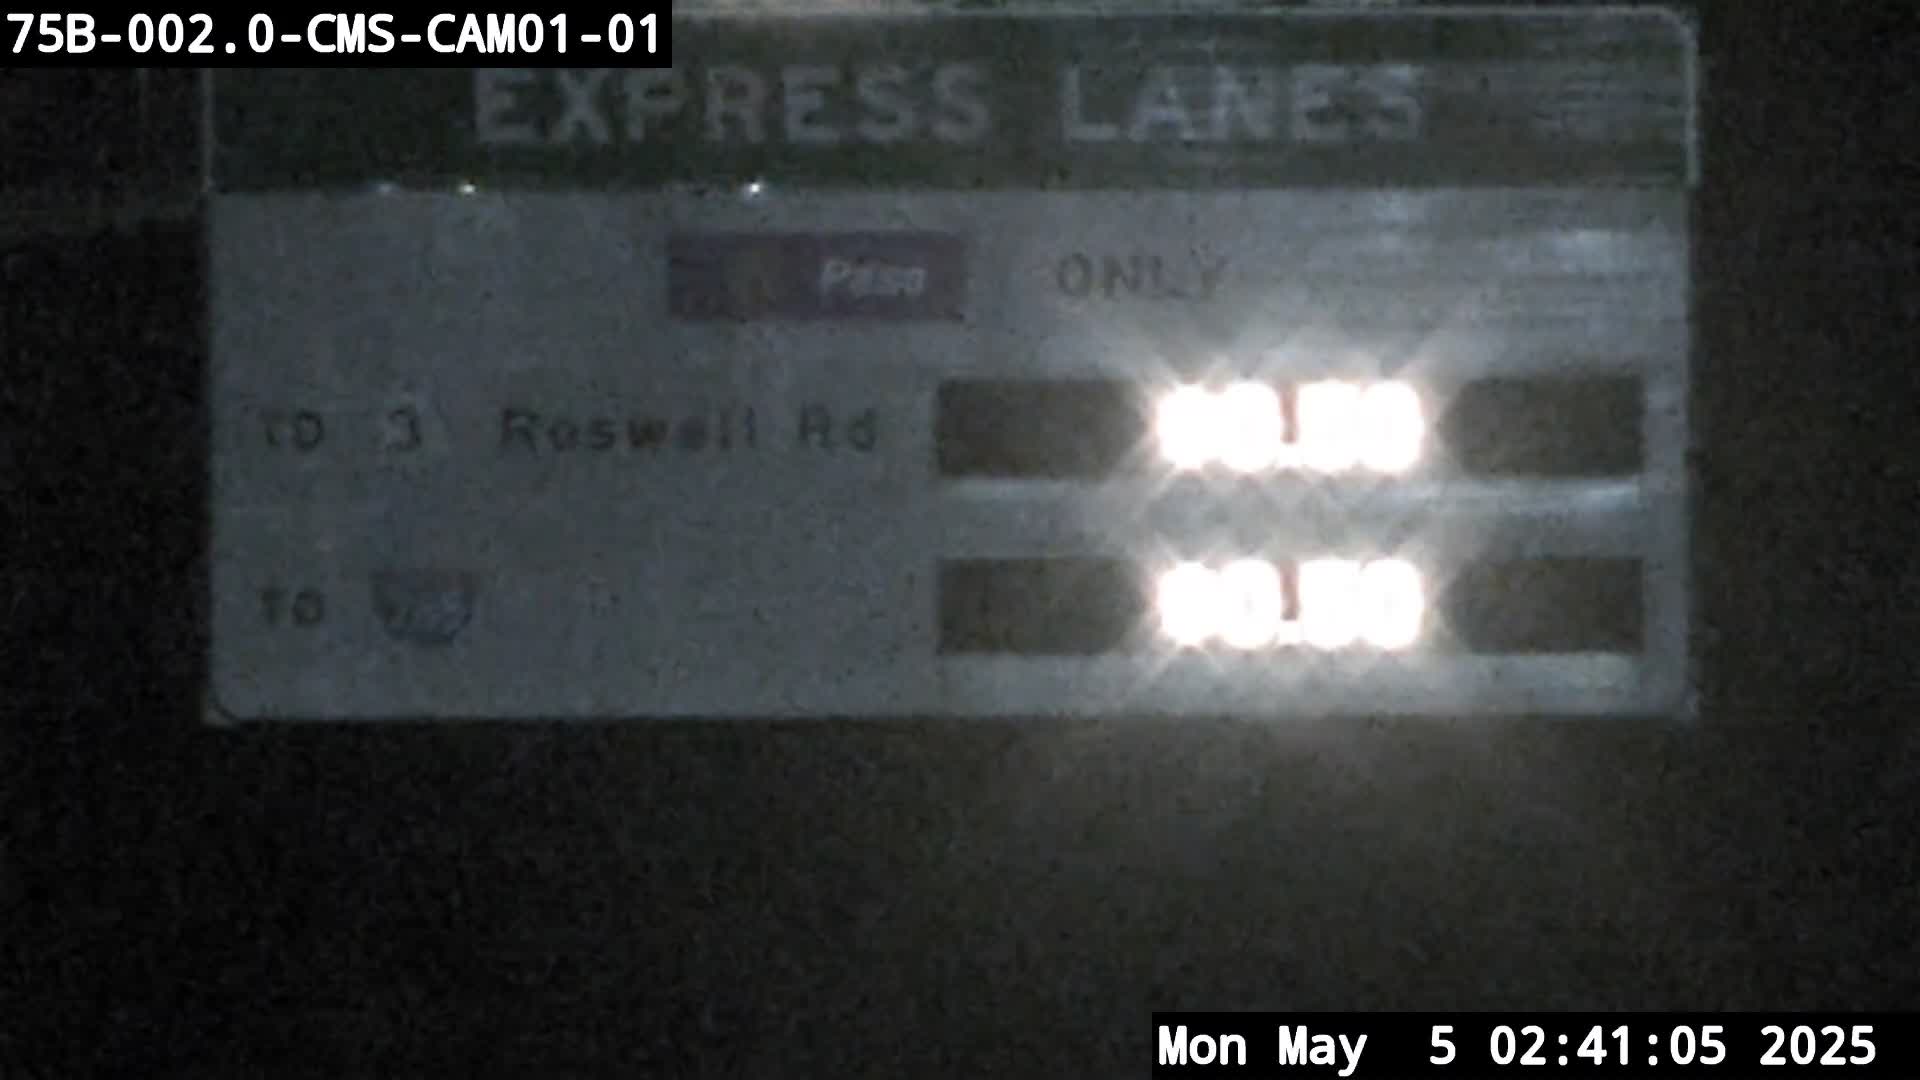 75B-002.0-CMS-CAM01-01
EXPRESS LANES
Pass ONLY
TO 3 Roswell Rd
TO
Mon May 5 02:41:05 2025